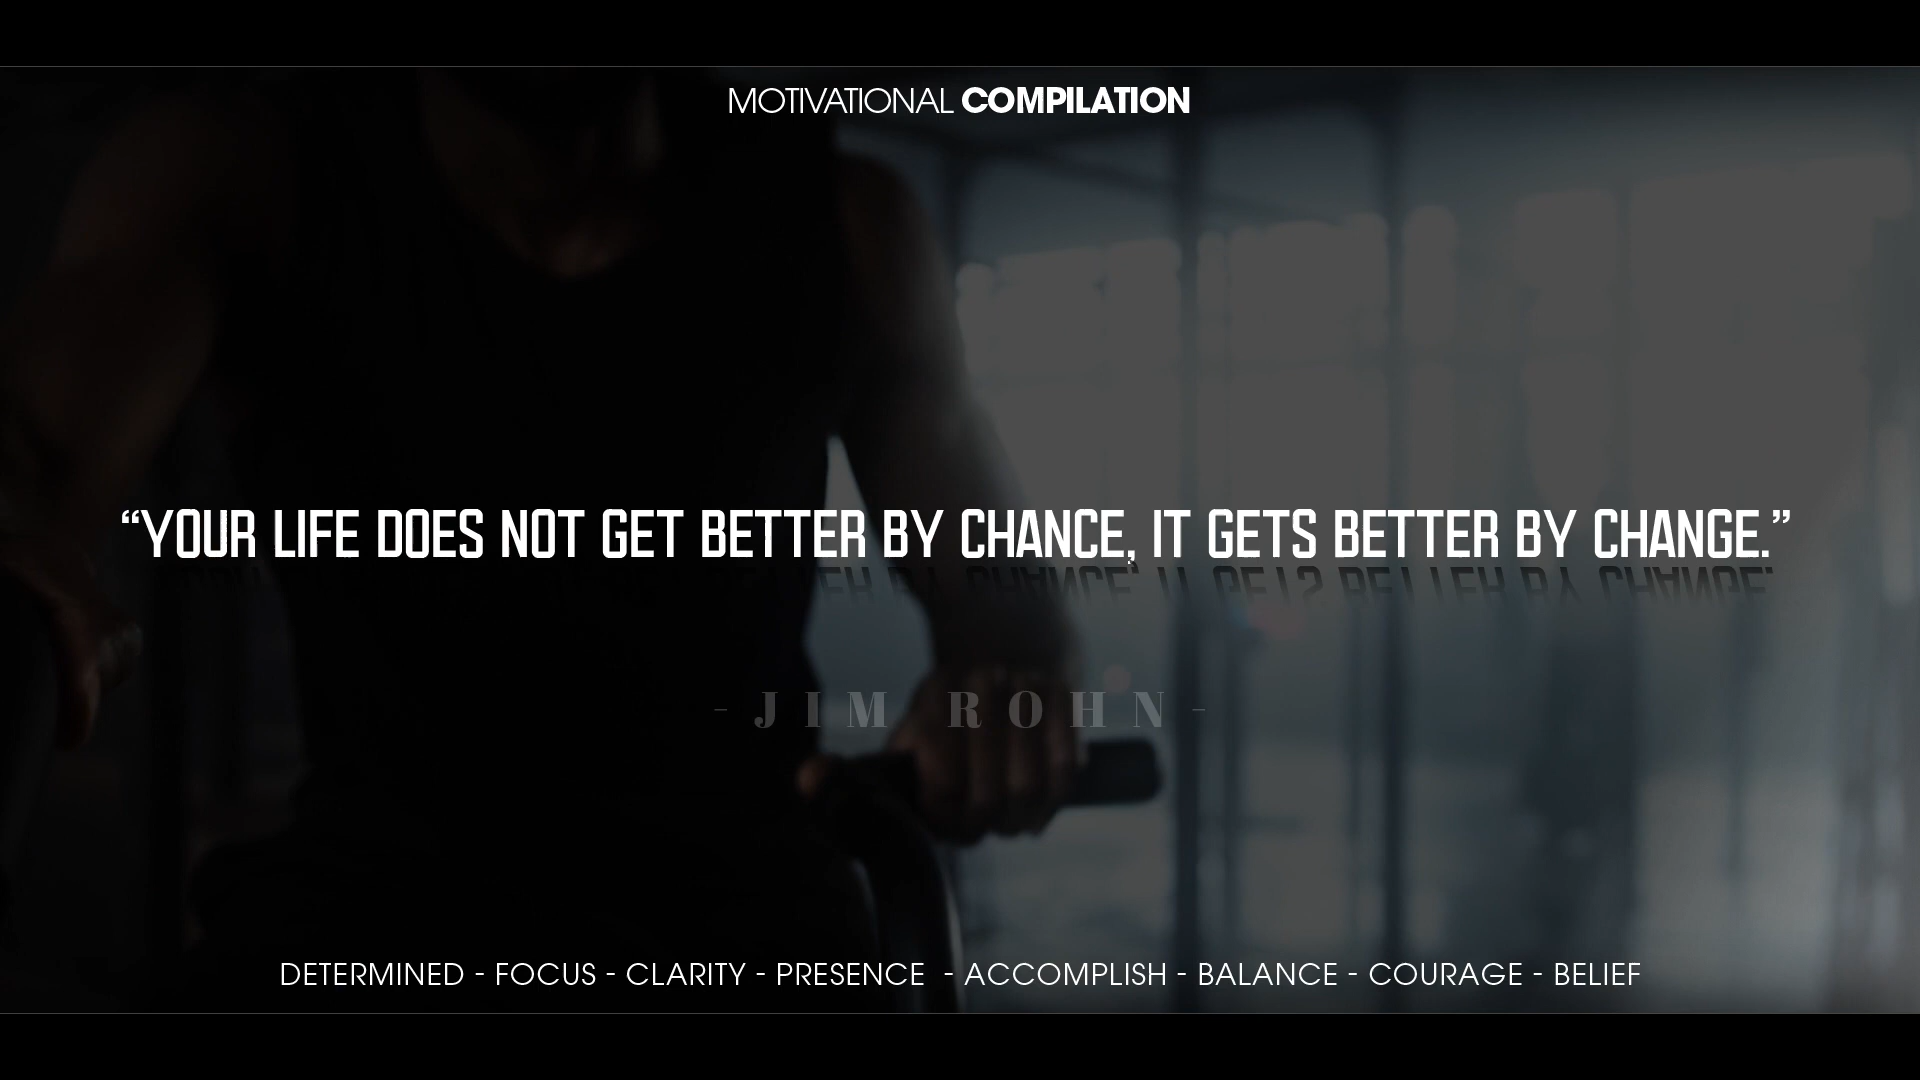 MOTIVATIONAL COMPILATION
“YOUR LIFE DOES NOT GET BETTER BY CHANCE, IT GETS BETTER BY CHANGE.”
- JIM ROHN -
DETERMINED - FOCUS - CLARITY - PRESENCE - ACCOMPLISH - BALANCE - COURAGE - BELIEF